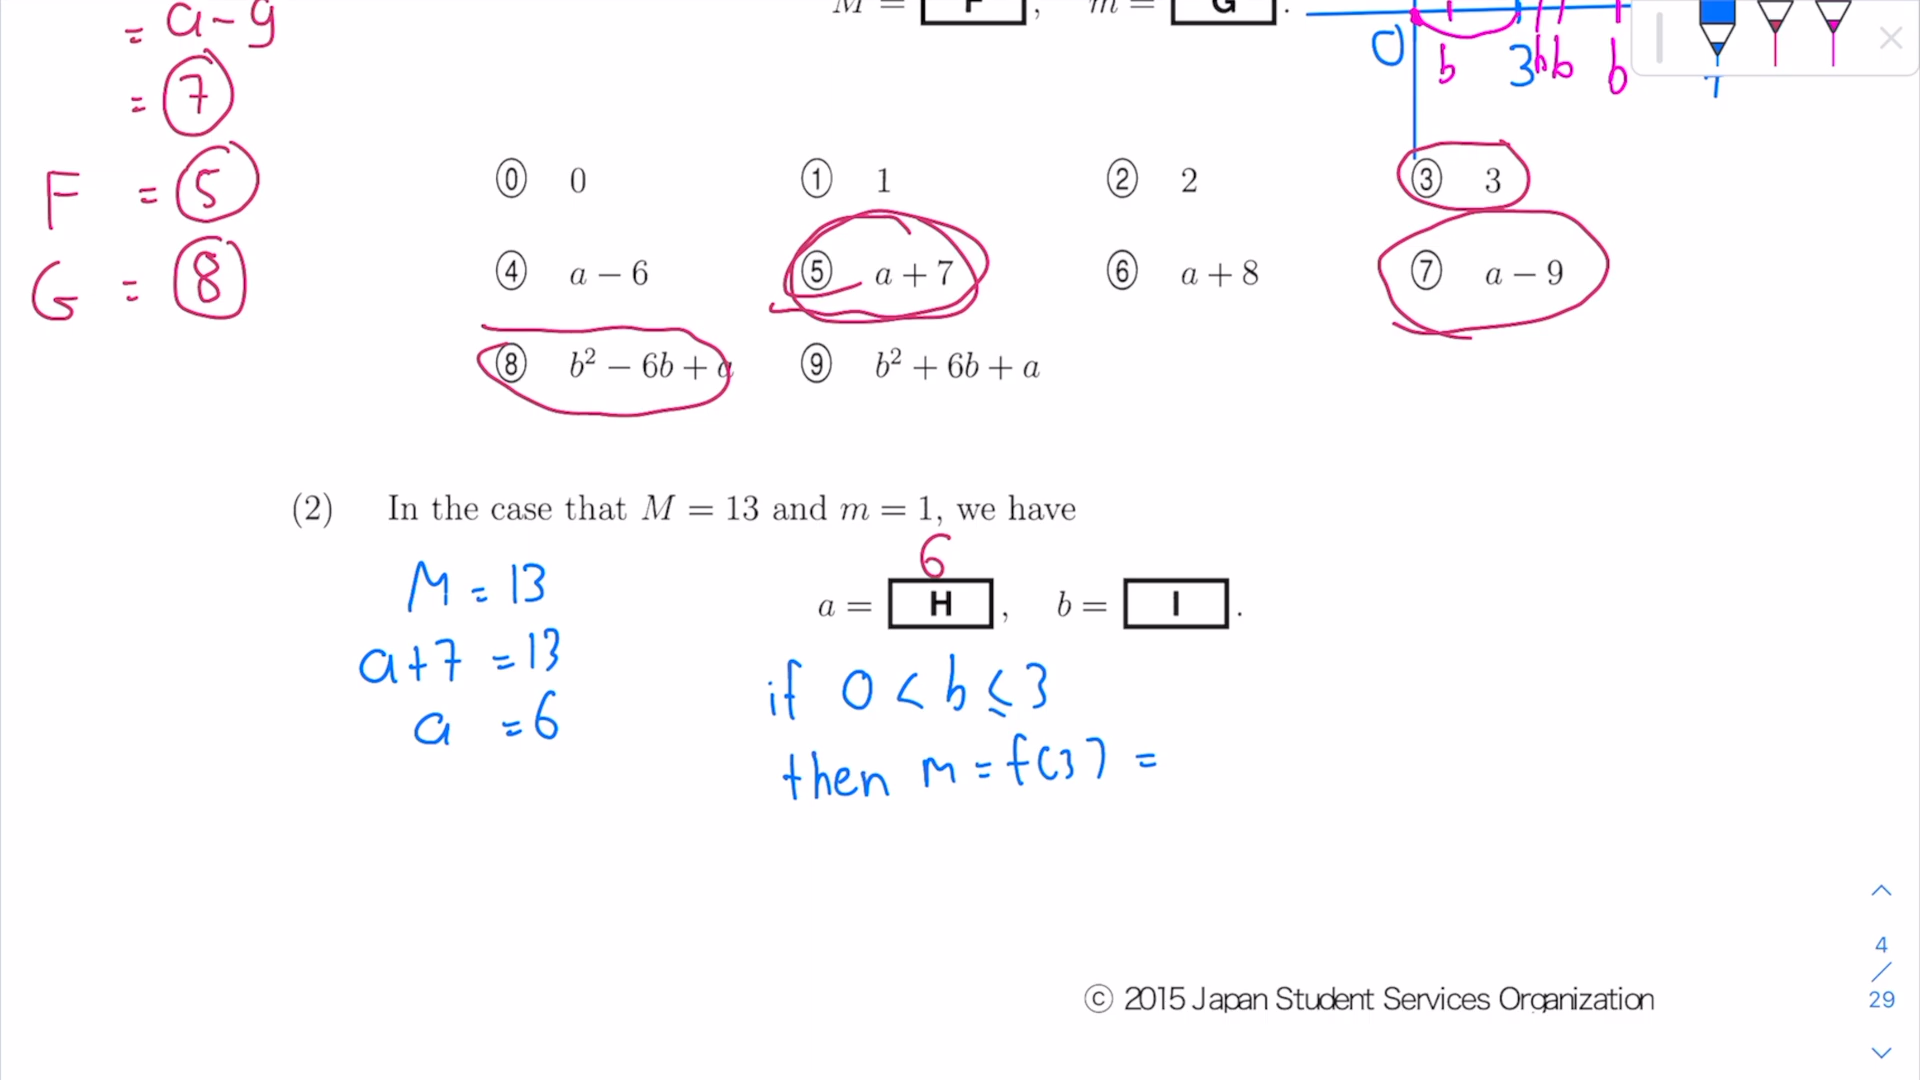 = a - 9
M = F , m = G .
= 7
0 b 3 b b b 7
F = 5
G = 8
⓪ 0 ① 1 ② 2 ③ 3
④ a − 6 ⑤ a + 7 ⑥ a + 8 ⑦ a − 9
⑧ b² − 6b + a ⑨ b² + 6b + a
(2) In the case that M = 13 and m = 1, we have
6
a = H , b = I .
M = 13
a+7 = 13
a = 6
if 0 < b ≤ 3
then m = f(3) =
4
/
29
© 2015 Japan Student Services Organization